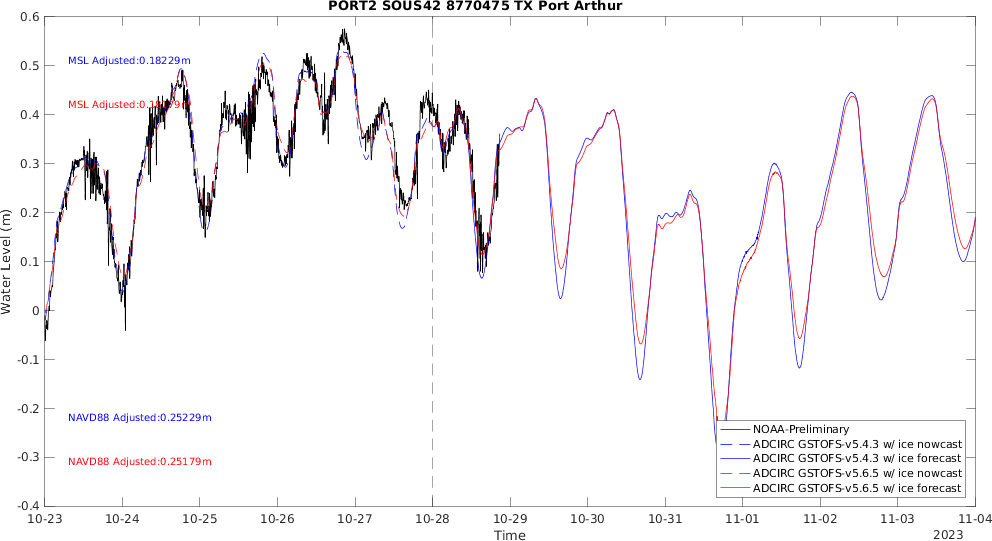 PORT2 SOUS42 8770475 TX Port Arthur
0.6
0.5
0.4
0.3
0.2
0.1
0
-0.1
-0.2
-0.3
-0.4
Water Level (m)
MSL Adjusted:0.18229m
MSL Adjusted:
NAVD88 Adjusted:0.25229m
NAVD88 Adjusted:0.25179m
NOAA-Preliminary
ADCIRC GSTOFS-v5.4.3 w/ ice nowcast
ADCIRC GSTOFS-v5.4.3 w/ ice forecast
ADCIRC GSTOFS-v5.6.5 w/ ice nowcast
ADCIRC GSTOFS-v5.6.5 w/ ice forecast
10-23 10-24 10-25 10-26 10-27 10-28 10-29 10-30 10-31 11-01 11-02 11-03 11-04
Time
2023